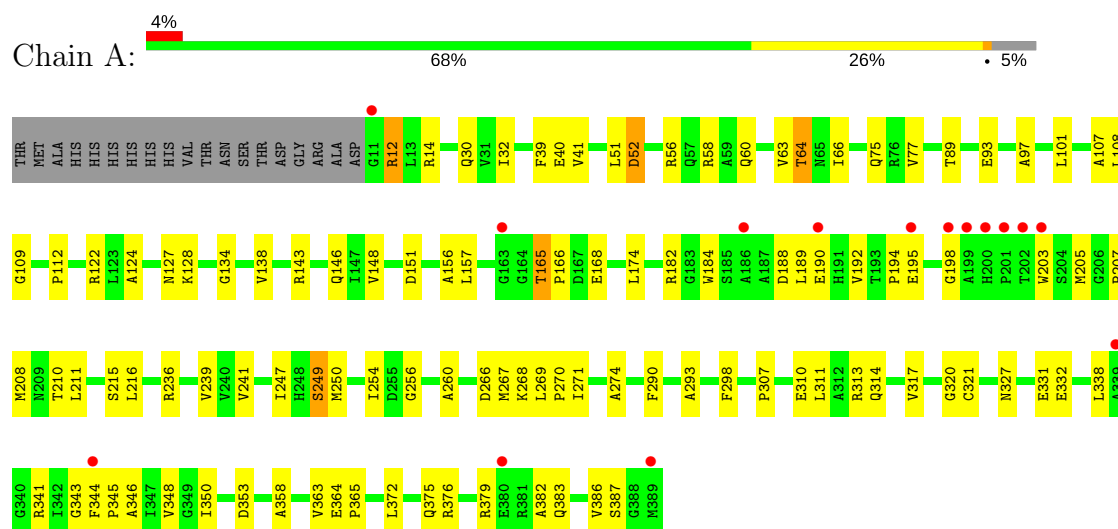 4%
Chain A:
68% 26% • 5%
THR MET ALA HIS HIS HIS HIS HIS HIS VAL THR ASN SER THR ASP GLY ARG ALA ASP G11 R12 L13 R14 Q30 V31 I32 F39 E40 V41 L51 D52 R56 Q57 R58 A59 Q60 V63 T64 N65 I66 Q75 R76 V77 T89 E93 A97 L101 A107 L108
G109 P112 R122 L123 A124 N127 K128 G134 V138 R143 Q146 I147 V148 D151 A156 L157 G163 G164 T165 P166 D167 E168 L174 R182 G183 W184 S185 A186 A187 D188 L189 E190 H191 V192 T193 P194 E195 G198 A199 H200 P201 T202 W203 S204 M205 G206
M208 N209 T210 L211 S215 L216 R236 V239 V240 V241 I247 H248 S249 M250 I254 D255 G256 A260 D266 M267 K268 L269 P270 I271 A274 F290 A293 F298 P307 E310 L311 A312 R313 Q314 V317 G320 C321 N327 E331 E332 L338 A339
G340 R341 I342 G343 F344 P345 A346 I347 V348 G349 I350 D353 A358 V363 E364 P365 L372 Q375 R376 R379 E380 R381 A382 Q383 V386 S387 G388 M389